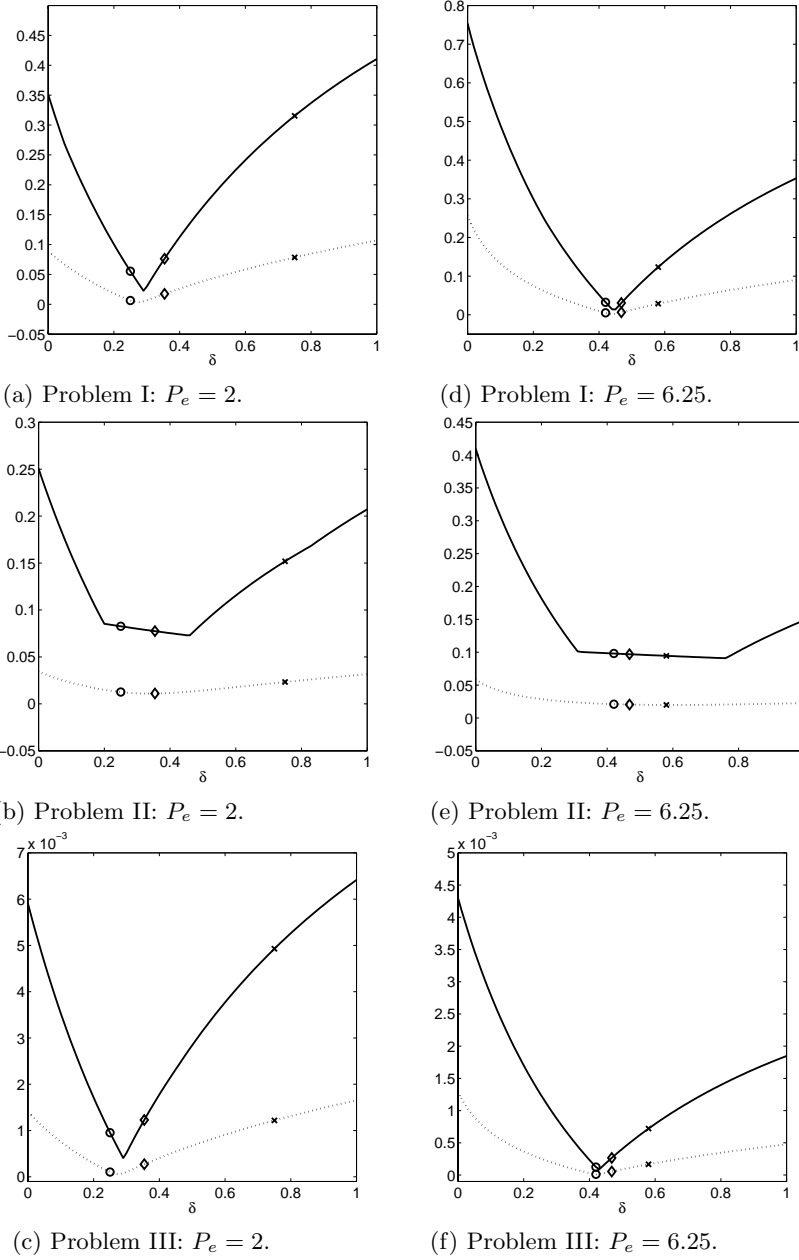 0.45
0.4
0.35
0.3
0.25
0.2
0.15
0.1
0.05
0
−0.05
0 0.2 0.4 0.6 0.8 1
δ
(a) Problem I: P_e = 2.
0.8
0.7
0.6
0.5
0.4
0.3
0.2
0.1
0
0 0.2 0.4 0.6 0.8 1
δ
(d) Problem I: P_e = 6.25.
0.3
0.25
0.2
0.15
0.1
0.05
0
−0.05
0 0.2 0.4 0.6 0.8 1
δ
b) Problem II: P_e = 2.
0.45
0.4
0.35
0.3
0.25
0.2
0.15
0.1
0.05
0
−0.05
0 0.2 0.4 0.6 0.8
δ
(e) Problem II: P_e = 6.25.
x 10⁻³
7
6
5
4
3
2
1
0
0 0.2 0.4 0.6 0.8 1
δ
(c) Problem III: P_e = 2.
x 10⁻³
5
4.5
4
3.5
3
2.5
2
1.5
1
0.5
0
0 0.2 0.4 0.6 0.8 1
δ
(f) Problem III: P_e = 6.25.